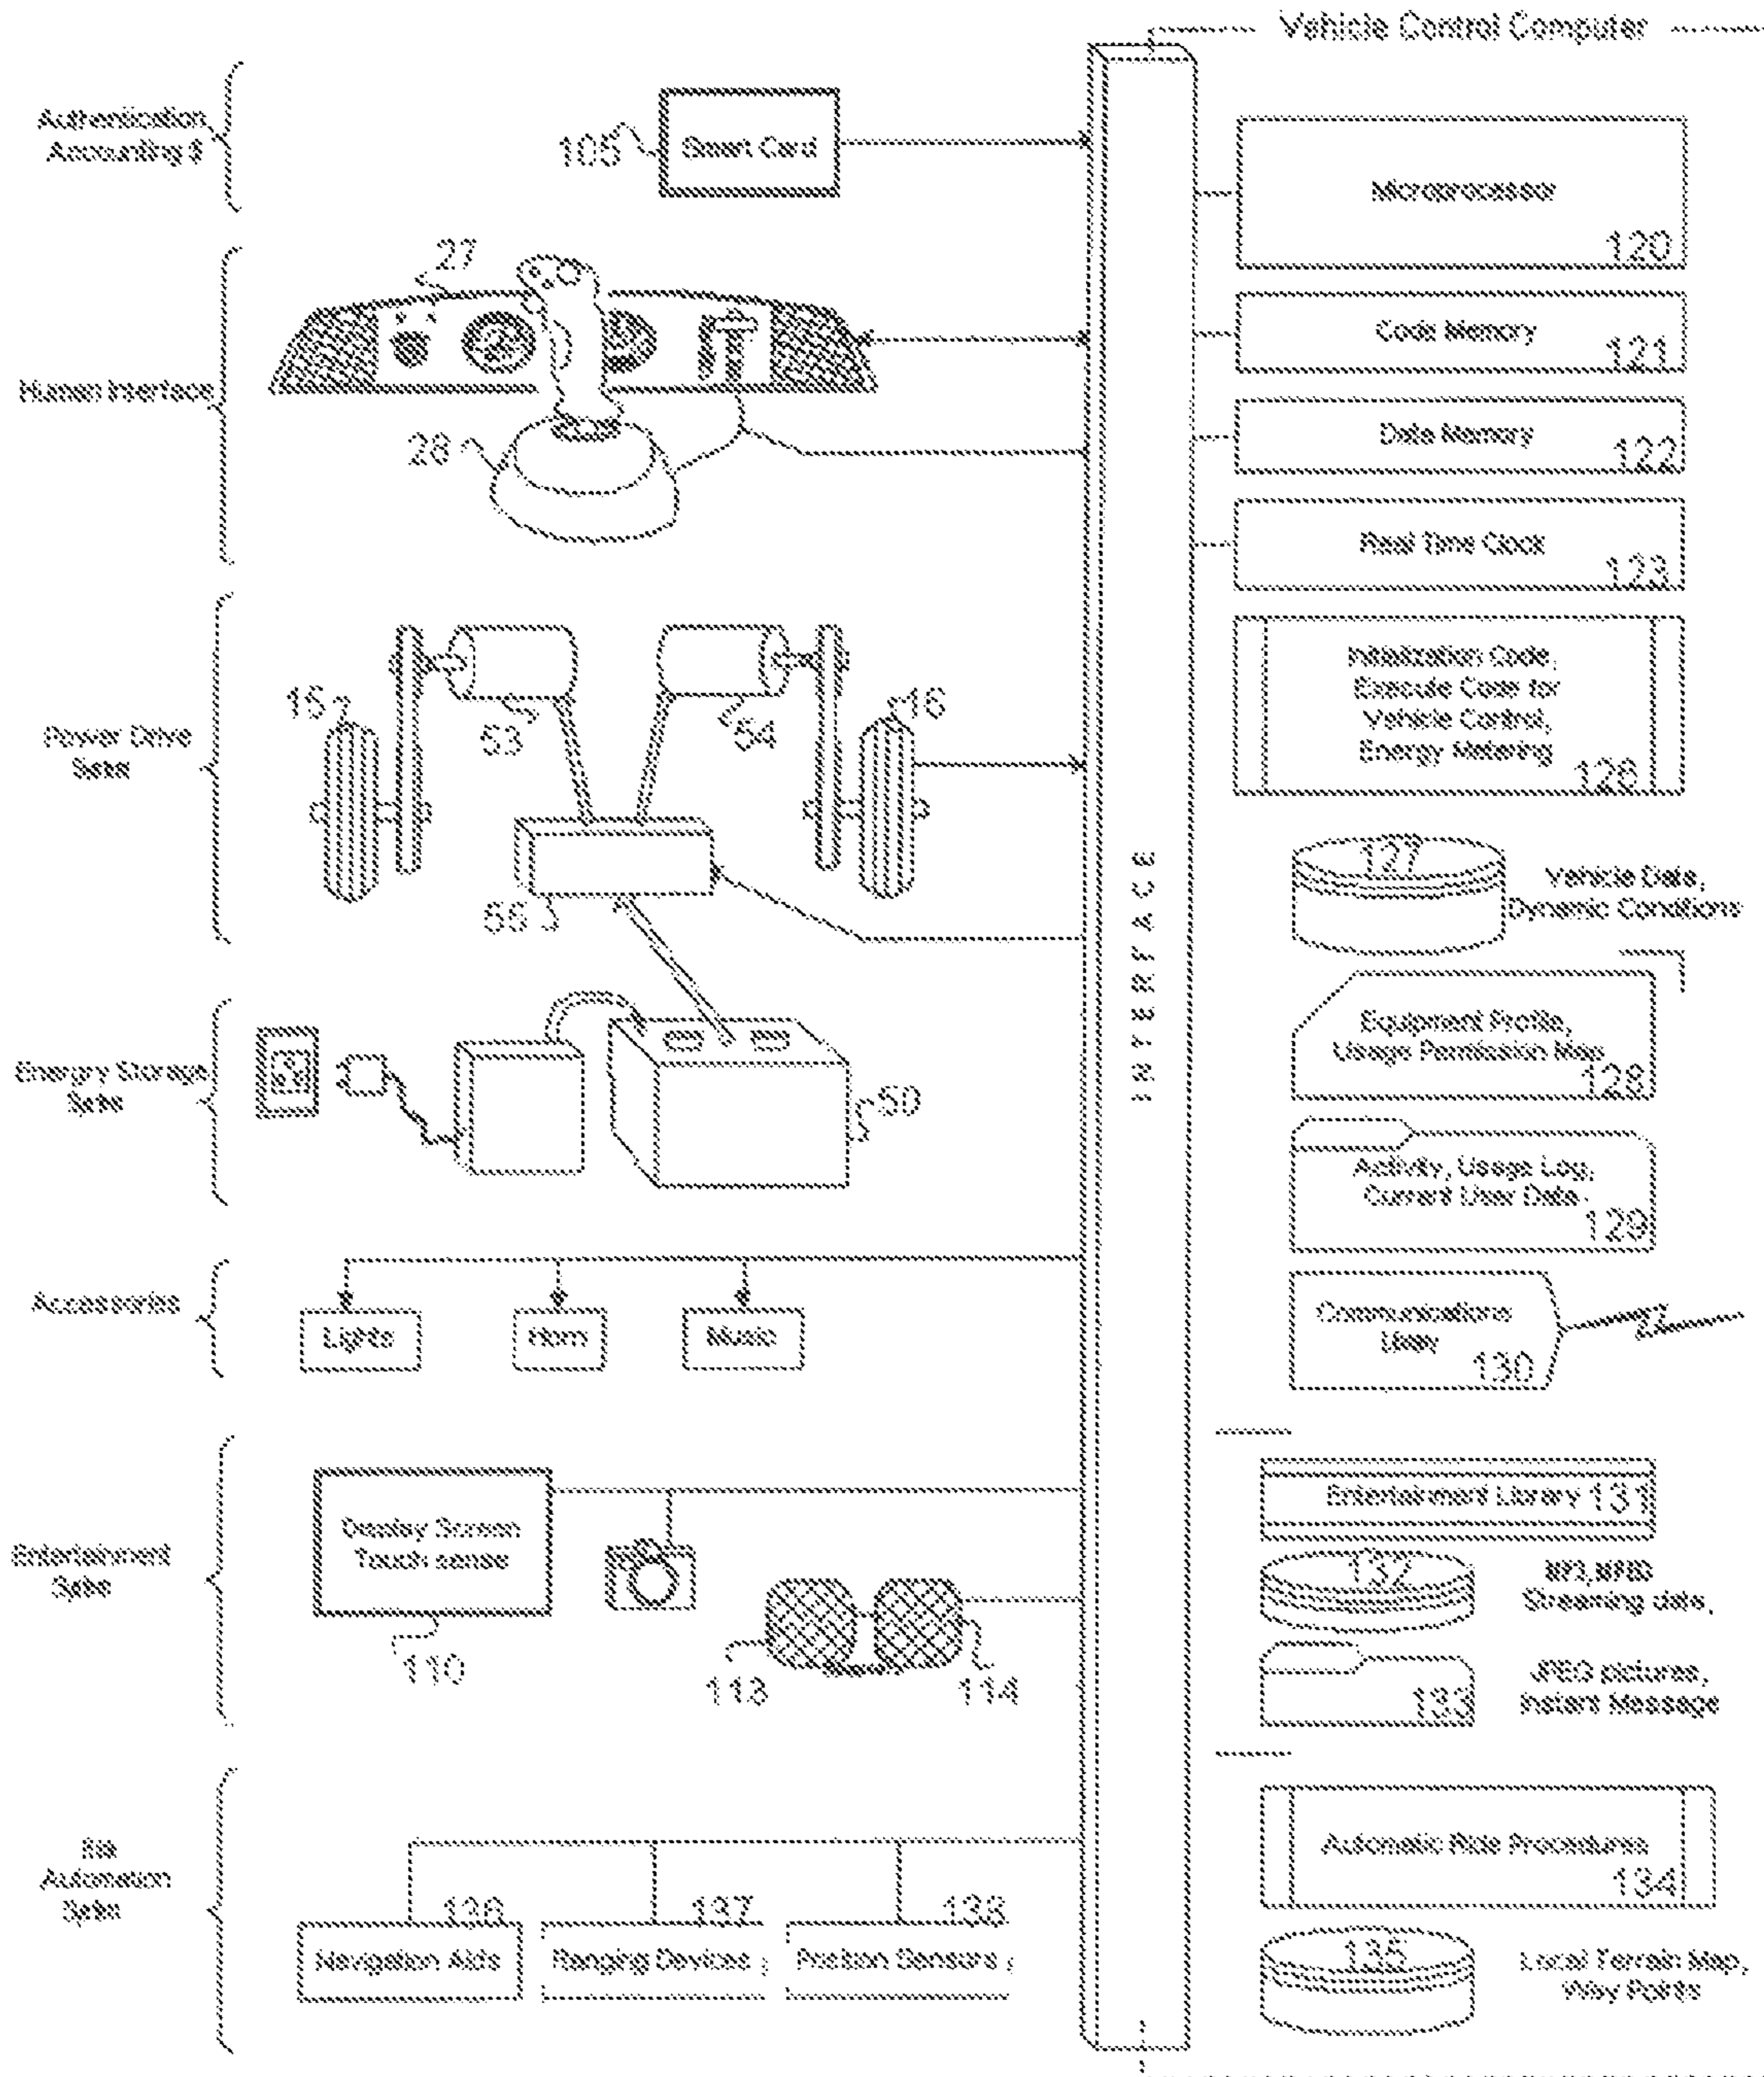 Vehicle Control Computer
Authentication
Accounting $
105
Smart Card
Microprocessor
120
27
Human Interface
28
Code Memory
121
Data Memory
122
Real Time Clock
123
Power Drive
15
53
54
16
55
Initialization Code,
Execute Code for
Vehicle Control,
Energy Metering
126
INTERFACE
127
Vehicle Data,
Dynamic Conditions
Energry Storage
50
Equipment Profile,
Usage Permission Map
128
Activity, Usage Log,
Current User Data
129
Accessories
Lights
Horn
Music
Communications
130
Entertainment
Display Screen
Touch sense
110
113
114
Entertainment Library 131
132
Streaming data,
133
JPEG pictures,
Instant Message
Automation
136
137
138
Navigation Aids
Ranging Devices
Position Sensors
Automatic Ride Procedures
134
135
Local Terrain Map,
Way Points